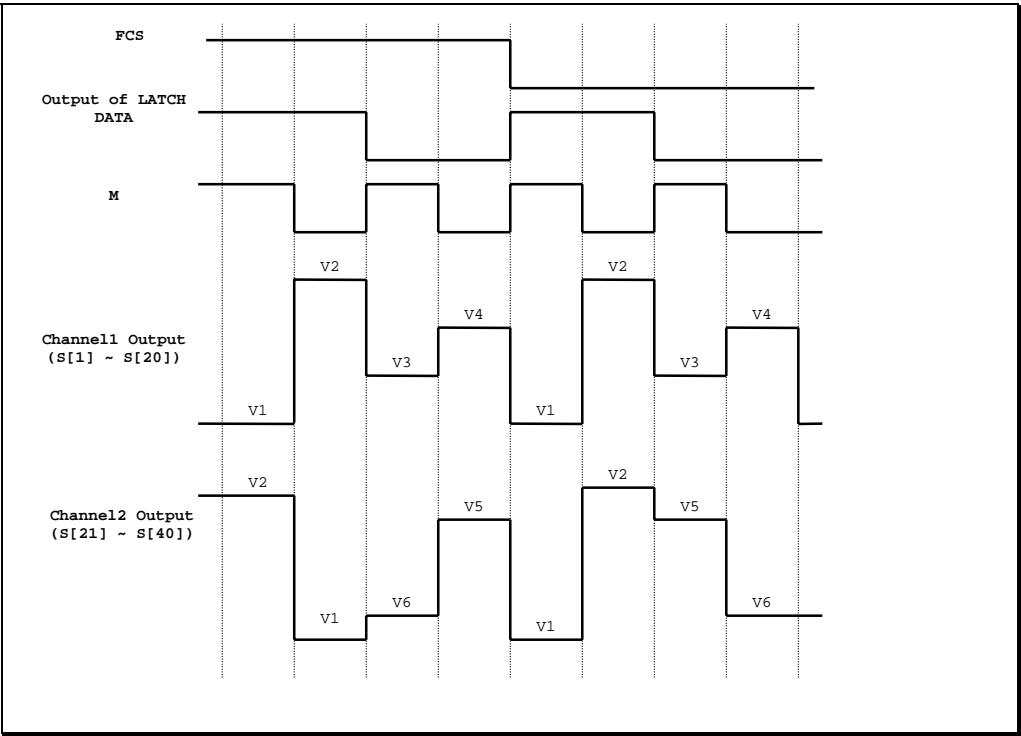 FCS
Output of LATCH
DATA
M
V2
V2
V4
V4
Channel1 Output
(S[1] ~ S[20])
V3
V3
V1
V1
V2
V2
V5
V5
Channel2 Output
(S[21] ~ S[40])
V6
V6
V1
V1